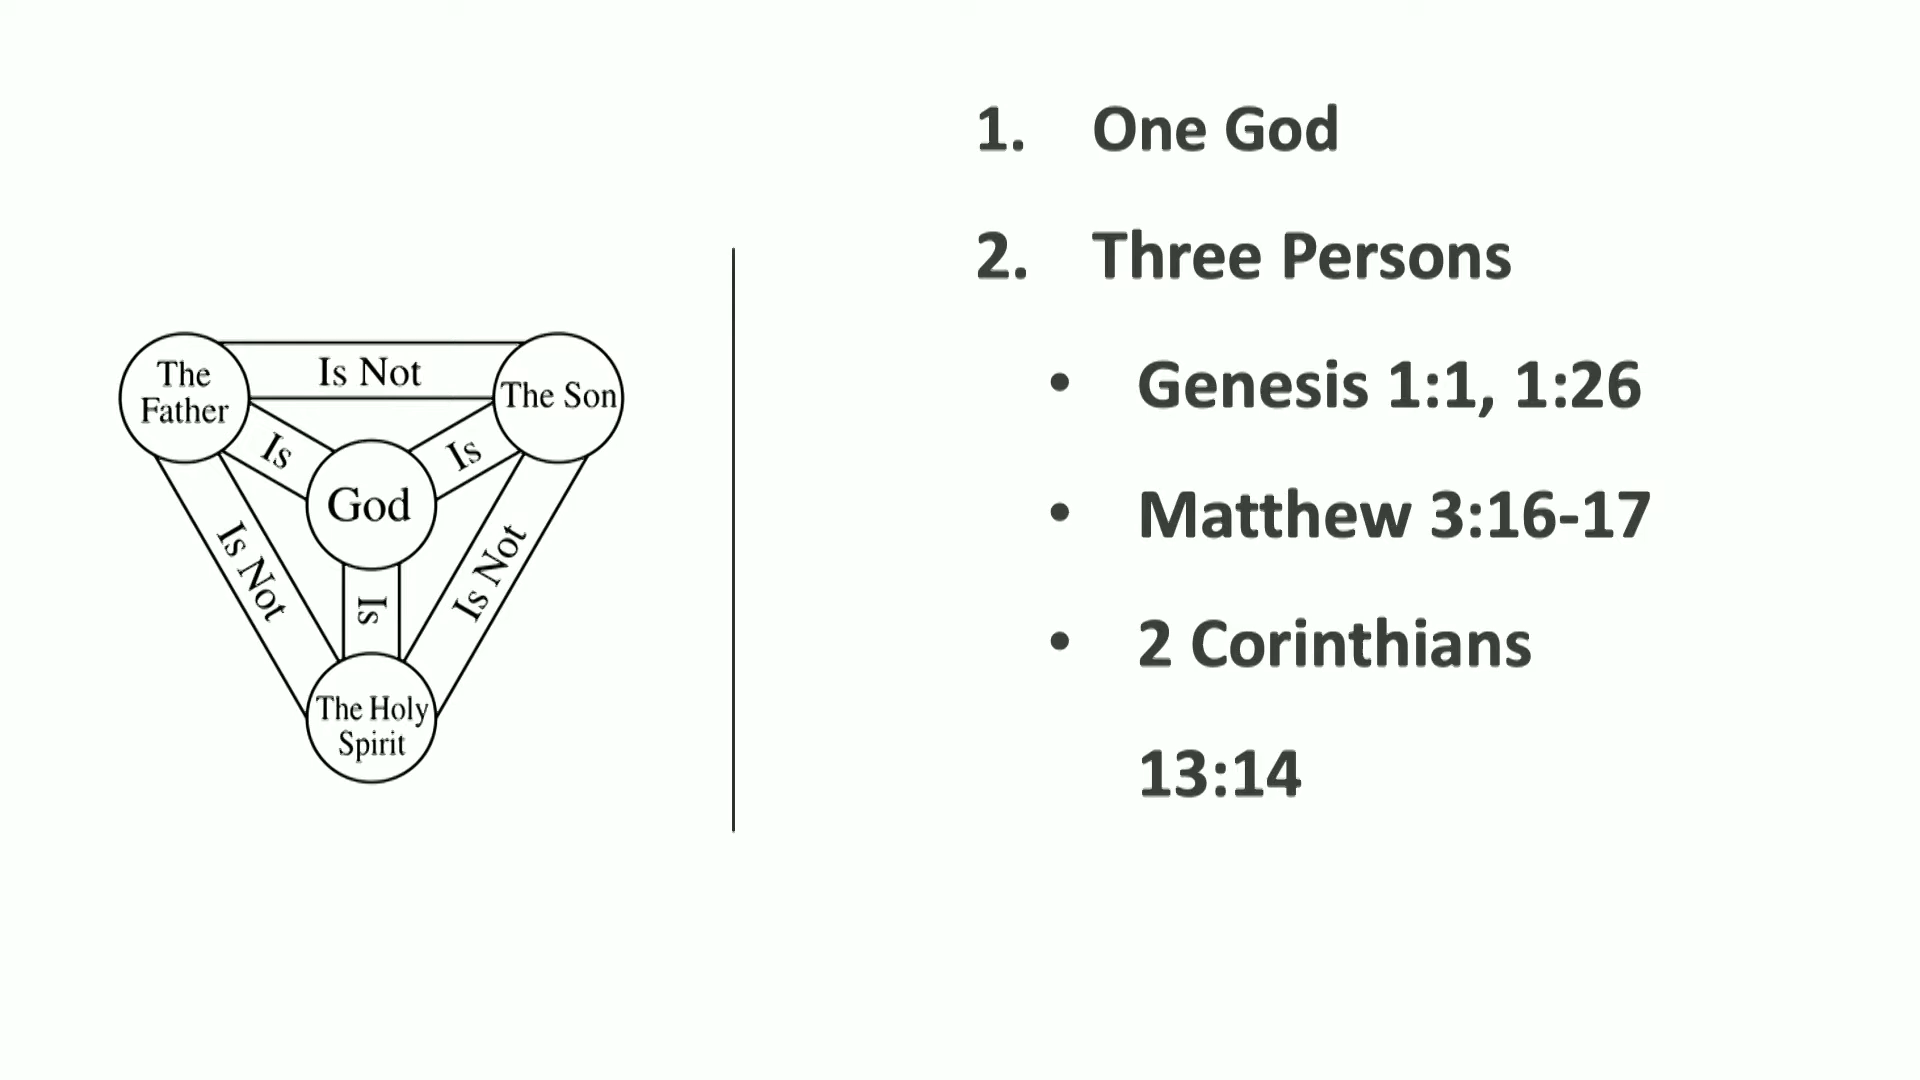 The
Father
Is Not
The Son
Is
Is
God
Is Not
Is
Is Not
The Holy
Spirit
1. One God
2. Three Persons
• Genesis 1:1, 1:26
• Matthew 3:16-17
• 2 Corinthians
13:14